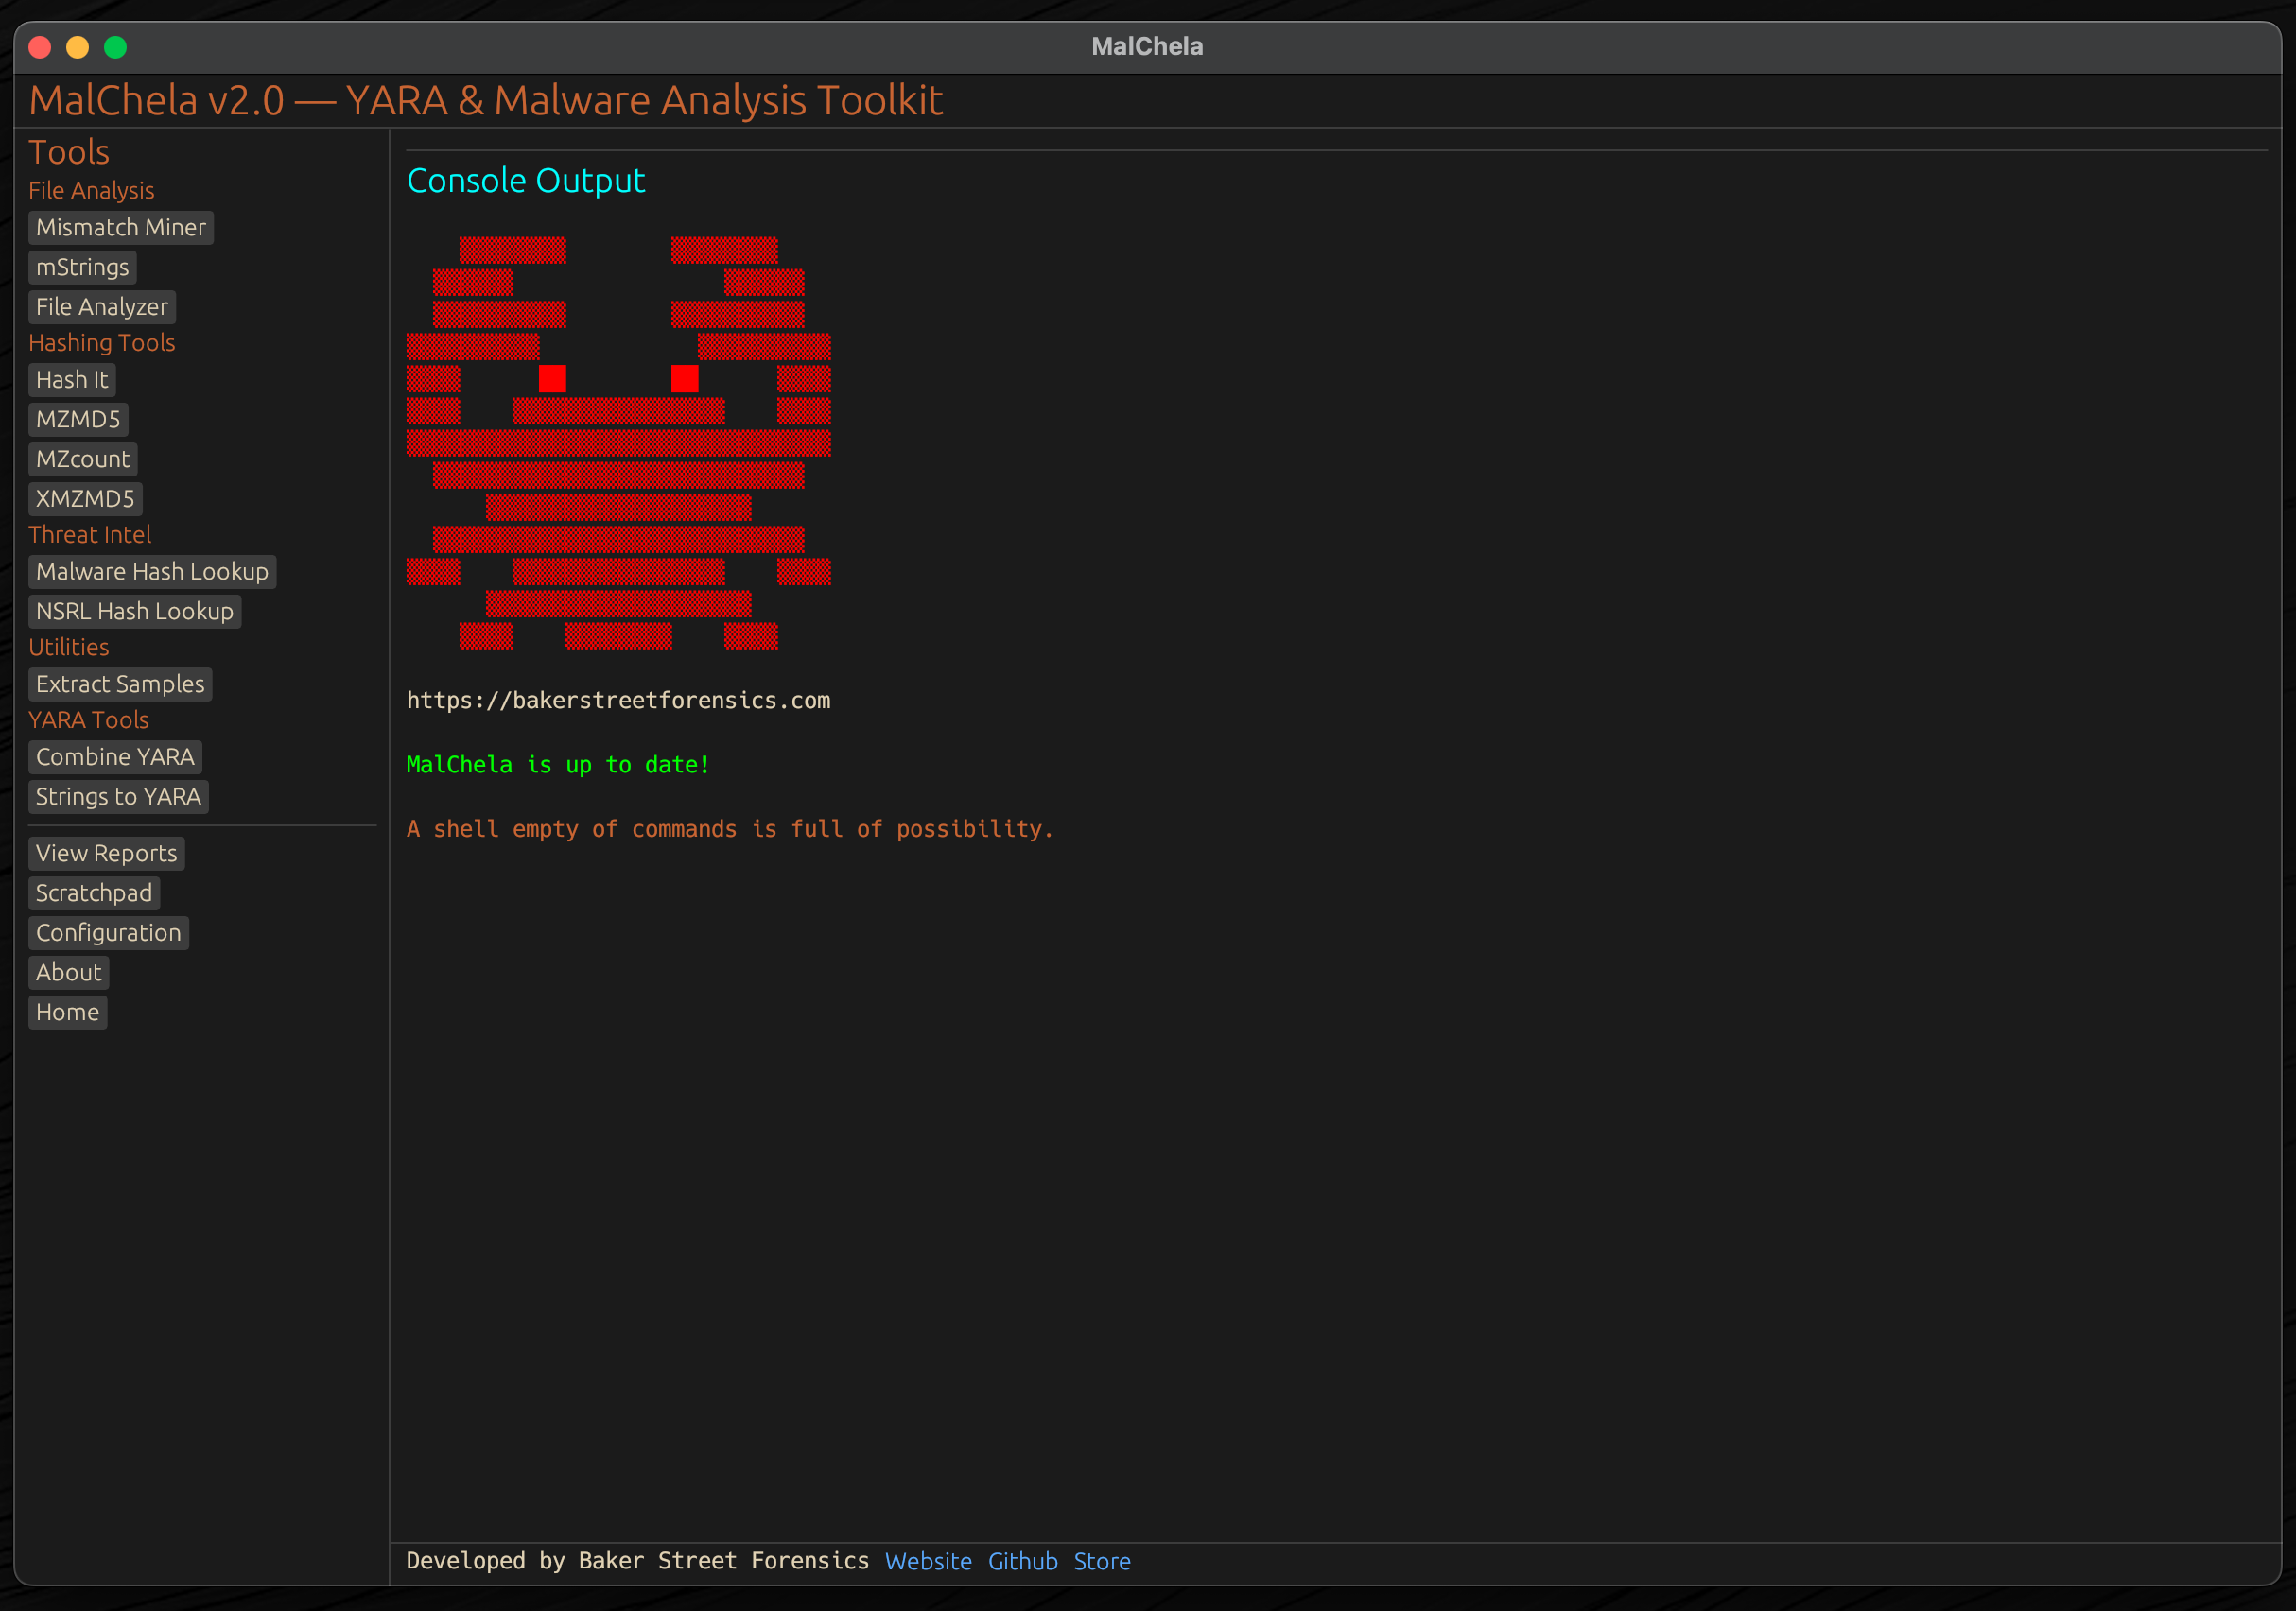 MalChela
MalChela v2.0 — YARA & Malware Analysis Toolkit
Tools
File Analysis
Mismatch Miner
mStrings
File Analyzer
Hashing Tools
Hash It
MZMD5
MZcount
XMZMD5
Threat Intel
Malware Hash Lookup
NSRL Hash Lookup
Utilities
Extract Samples
YARA Tools
Combine YARA
Strings to YARA
View Reports
Scratchpad
Configuration
About
Home
Console Output
https://bakerstreetforensics.com
MalChela is up to date!
A shell empty of commands is full of possibility.
Developed by Baker Street Forensics Website Github Store